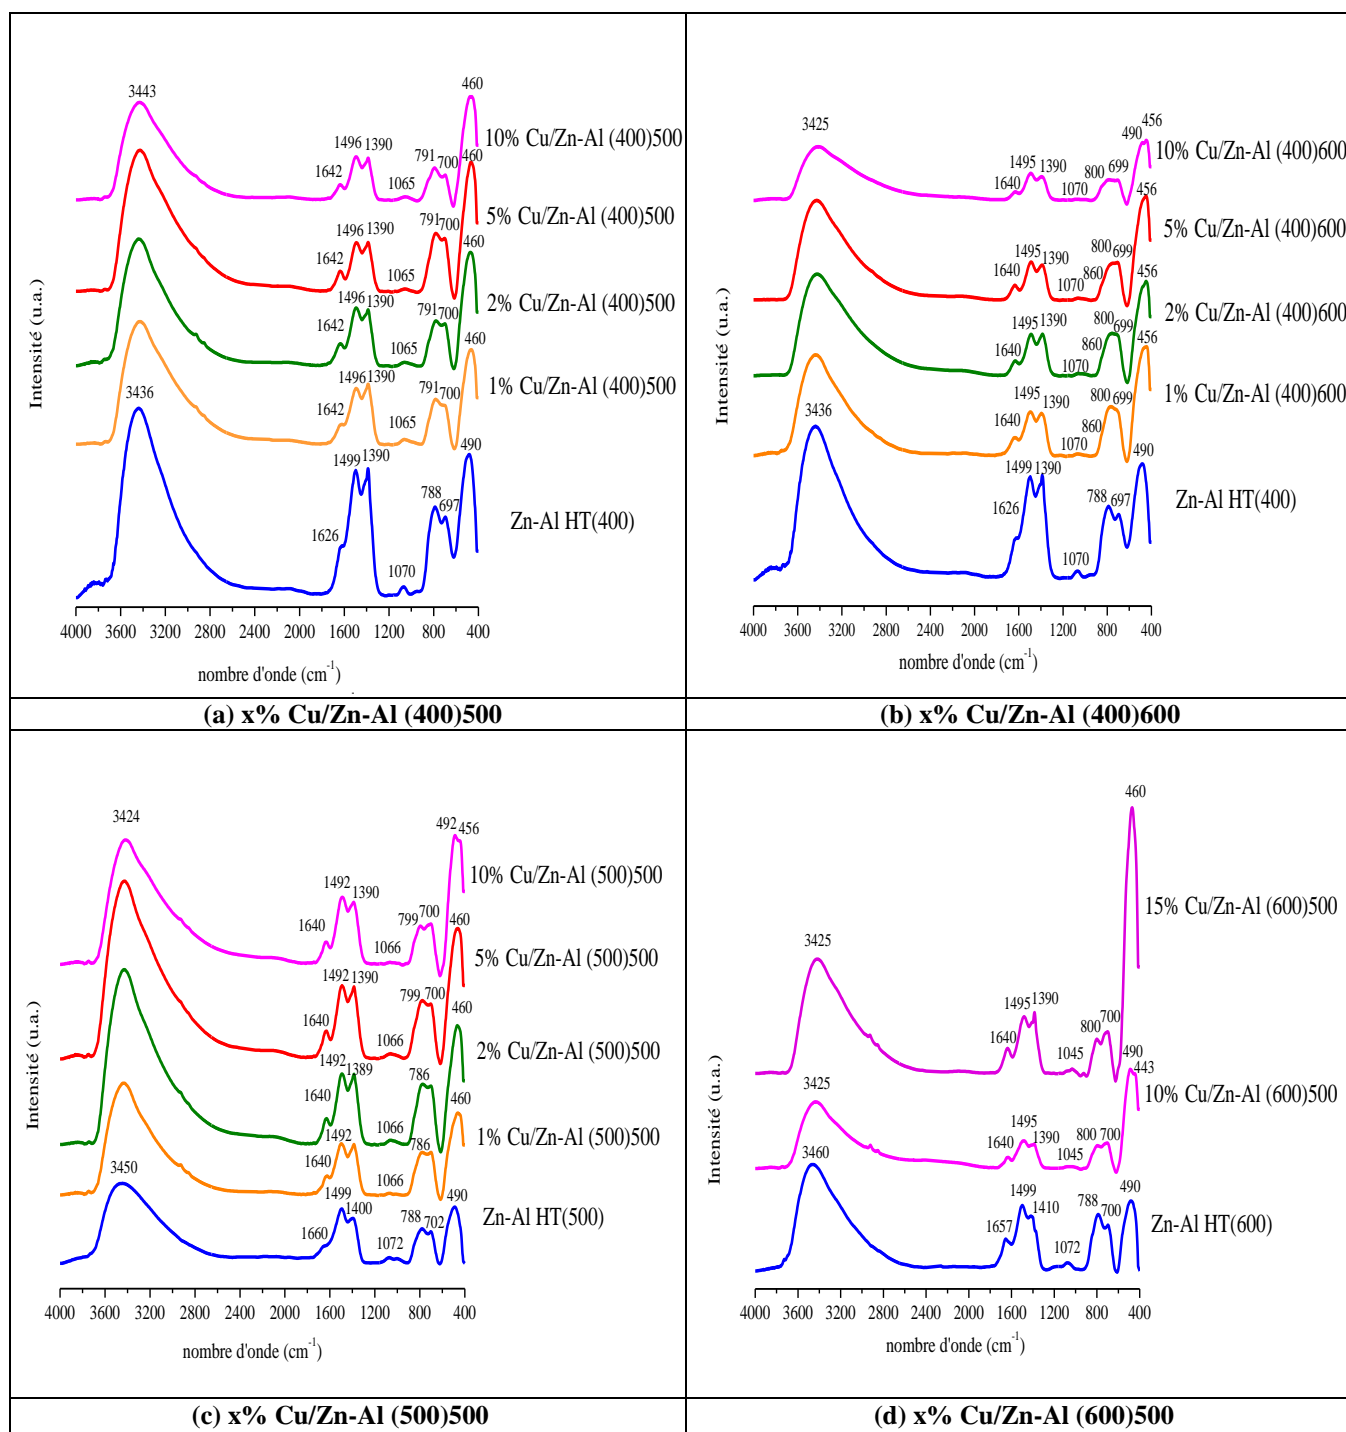 460
3443
10% Cu/Zn-Al (400)500
1496 1390
791 700 460
1642
1065
5% Cu/Zn-Al (400)500
1496 1390
791 700 460
1642
1065
2% Cu/Zn-Al (400)500
1496 1390
791 700 460
1642
1065
1% Cu/Zn-Al (400)500
1496 1390
791 700
1642
1065
3436
490
1499 1390
788 697
1626
1070
Zn-Al HT(400)
Intensité (u.a.)
4000 3600 2800 2000 1600 1200 800 400
nombre d'onde (cm-1)
(a) x% Cu/Zn-Al (400)500
456
490
3425
10% Cu/Zn-Al (400)600
1495 1390
800 699
1640
1070
456
5% Cu/Zn-Al (400)600
1495 1390
800 699
1640
1070 860
456
2% Cu/Zn-Al (400)600
1495 1390
800 699
1640
1070 860
456
1% Cu/Zn-Al (400)600
1495 1390
800 699
1640
1070 860
3436
490
1499 1390
788 697
1626
1070
Zn-Al HT(400)
Intensité (u.a.)
4000 3600 2800 2000 1600 1200 800 400
nombre d'onde (cm-1)
(b) x% Cu/Zn-Al (400)600
3424
492 456
10% Cu/Zn-Al (500)500
1492 1390
799 700
1640
1066
460
5% Cu/Zn-Al (500)500
1492 1390
799 700
1640
1066
460
2% Cu/Zn-Al (500)500
1492 1389
786
1640
1066
460
1% Cu/Zn-Al (500)500
1492
786
1640
1066
3450
490
1499 1400
788 702
1660
1072
Zn-Al HT(500)
Intensité (u.a.)
4000 3200 2400 2000 1600 1200 800 400
nombre d'onde (cm-1)
(c) x% Cu/Zn-Al (500)500
460
15% Cu/Zn-Al (600)500
3425
1495 1390
800 700
1640
1045
490
443
10% Cu/Zn-Al (600)500
3425
1495
1390
800 700
1640
1045
3460
490
1499
1410
788
700
1657
1072
Zn-Al HT(600)
Intensité (u.a.)
4000 3200 2800 2000 1600 1200 800 400
nombre d'onde (cm-1)
(d) x% Cu/Zn-Al (600)500